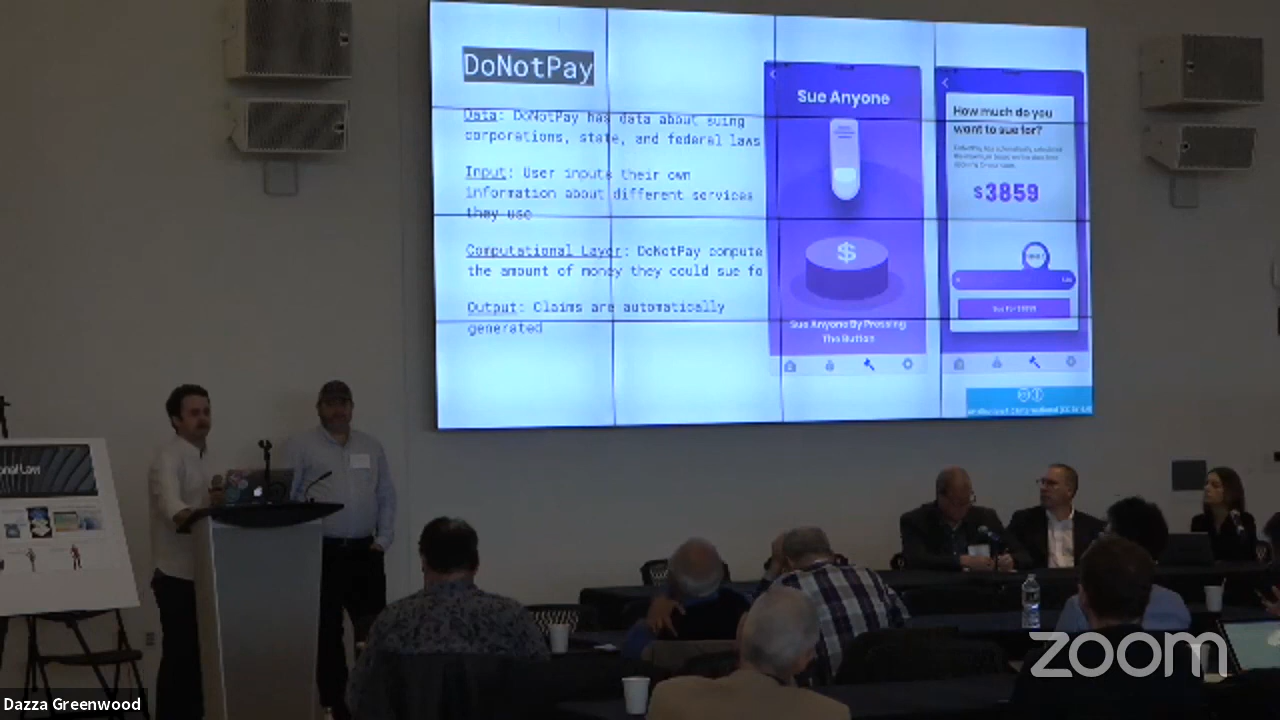 DoNotPay
Data: DoNotPay has data about suing
corporations, state, and federal laws
Input: User inputs their own
information about different services
they use
Computational Layer: DoNotPay compute
the amount of money they could sue fo
Output: Claims are automatically
generated
Sue Anyone
$
Sue Anyone By Pressing
The Button
How much do you
want to sue for?
$3859
onal Law
zoom
Dazza Greenwood